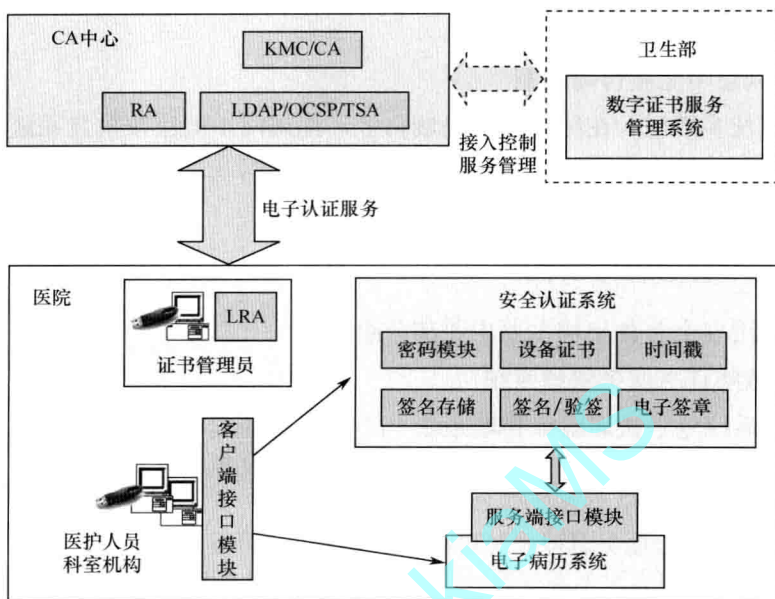 CA中心
KMC/CA
RA
LDAP/OCSP/TSA
接入控制
服务管理
卫生部
数字证书服务
管理系统
电子认证服务
医院
LRA
证书管理员
安全认证系统
密码模块
设备证书
时间戳
签名存储
签名/验签
电子签章
客户端接口模块
医护人员
科室机构
服务端接口模块
电子病历系统